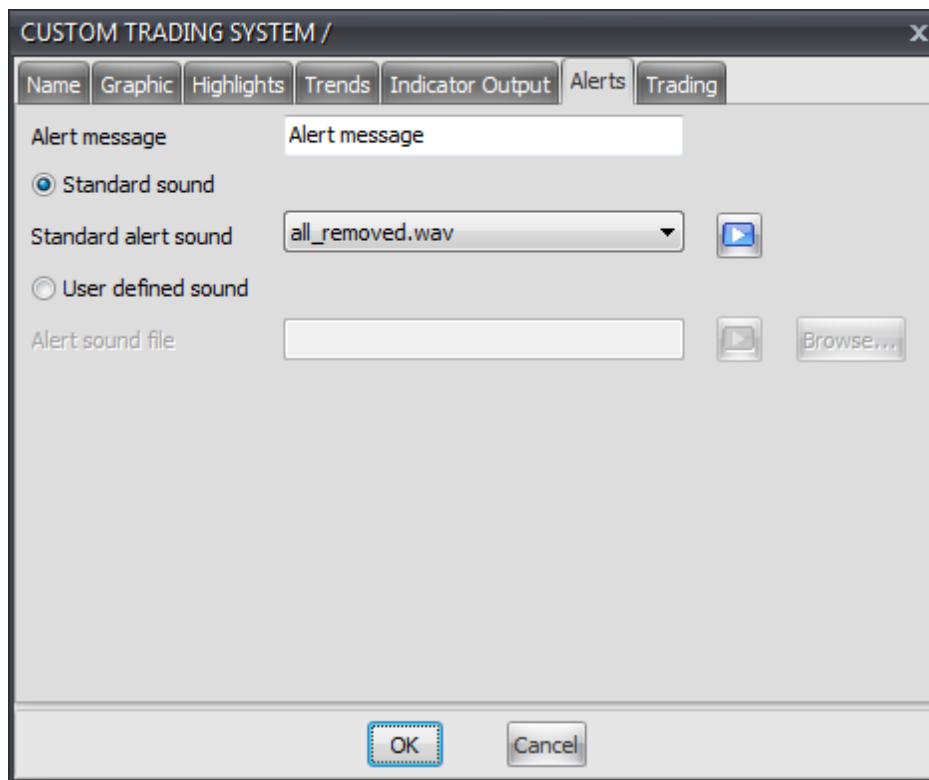 CUSTOM TRADING SYSTEM / x
Name Graphic Highlights Trends Indicator Output Alerts Trading
Alert message Alert message
Standard sound
Standard alert sound all_removed.wav
User defined sound
Alert sound file Browse...
OK Cancel